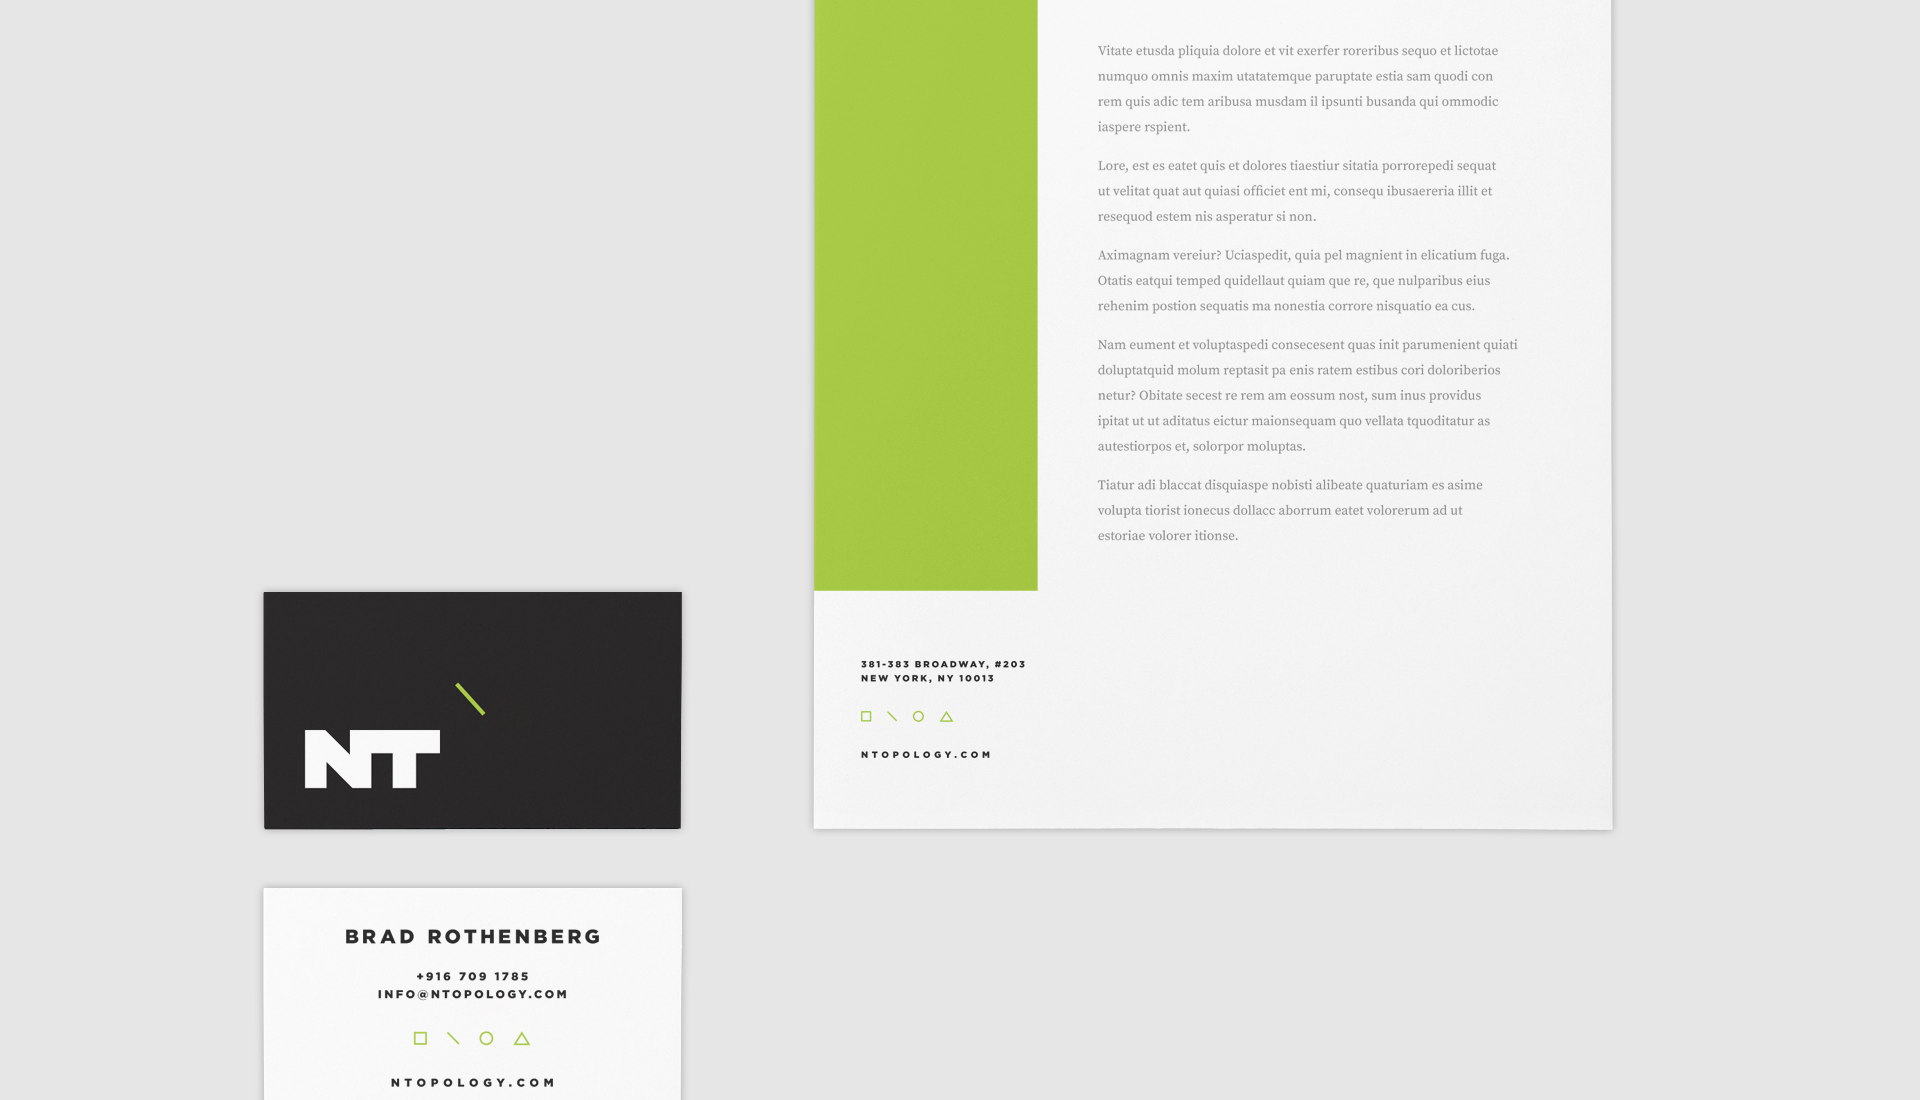 Vitate etusda pliquia dolore et vit exerfer roreribus sequo et lictotae
numquo omnis maxim utatatemque paruptate estia sam quodi con
rem quis adic tem aribusa musdam il ipsunti busanda qui ommodic
iaspere rspient.
Lore, est es eatet quis et dolores tiaestiur sitatia porrorepedi sequat
ut velitat quat aut quiasi officiet ent mi, consequ ibusaereria illit et
resequod estem nis asperatur si non.
Aximagnam vereiur? Uciaspedit, quia pel magnient in elicatium fuga.
Otatis eatqui temped quidellaut quiam que re, que nulparibus eius
rehenim postion sequatis ma nonestia corrore nisquatio ea cus.
Nam eument et voluptaspedi consecesent quas init parumenient quiati
doluptatquid molum reptasit pa enis ratem estibus cori doloriberios
netur? Obitate secest re rem am eossum nost, sum inus providus
ipitat ut ut aditatus eictur maionsequam quo vellata tquoditatur as
autestiorpos et, solorpor moluptas.
Tiatur adi blaccat disquiaspe nobisti alibeate quaturiam es asime
volupta tiorist ionecus dollacc aborrum eatet volorerum ad ut
estoriae volorer itionse.
381-383 BROADWAY, #203
NEW YORK, NY 10013
NTOPOLOGY.COM
NT
BRAD ROTHENBERG
+916 709 1785
INFO@NTOPOLOGY.COM
NTOPOLOGY.COM